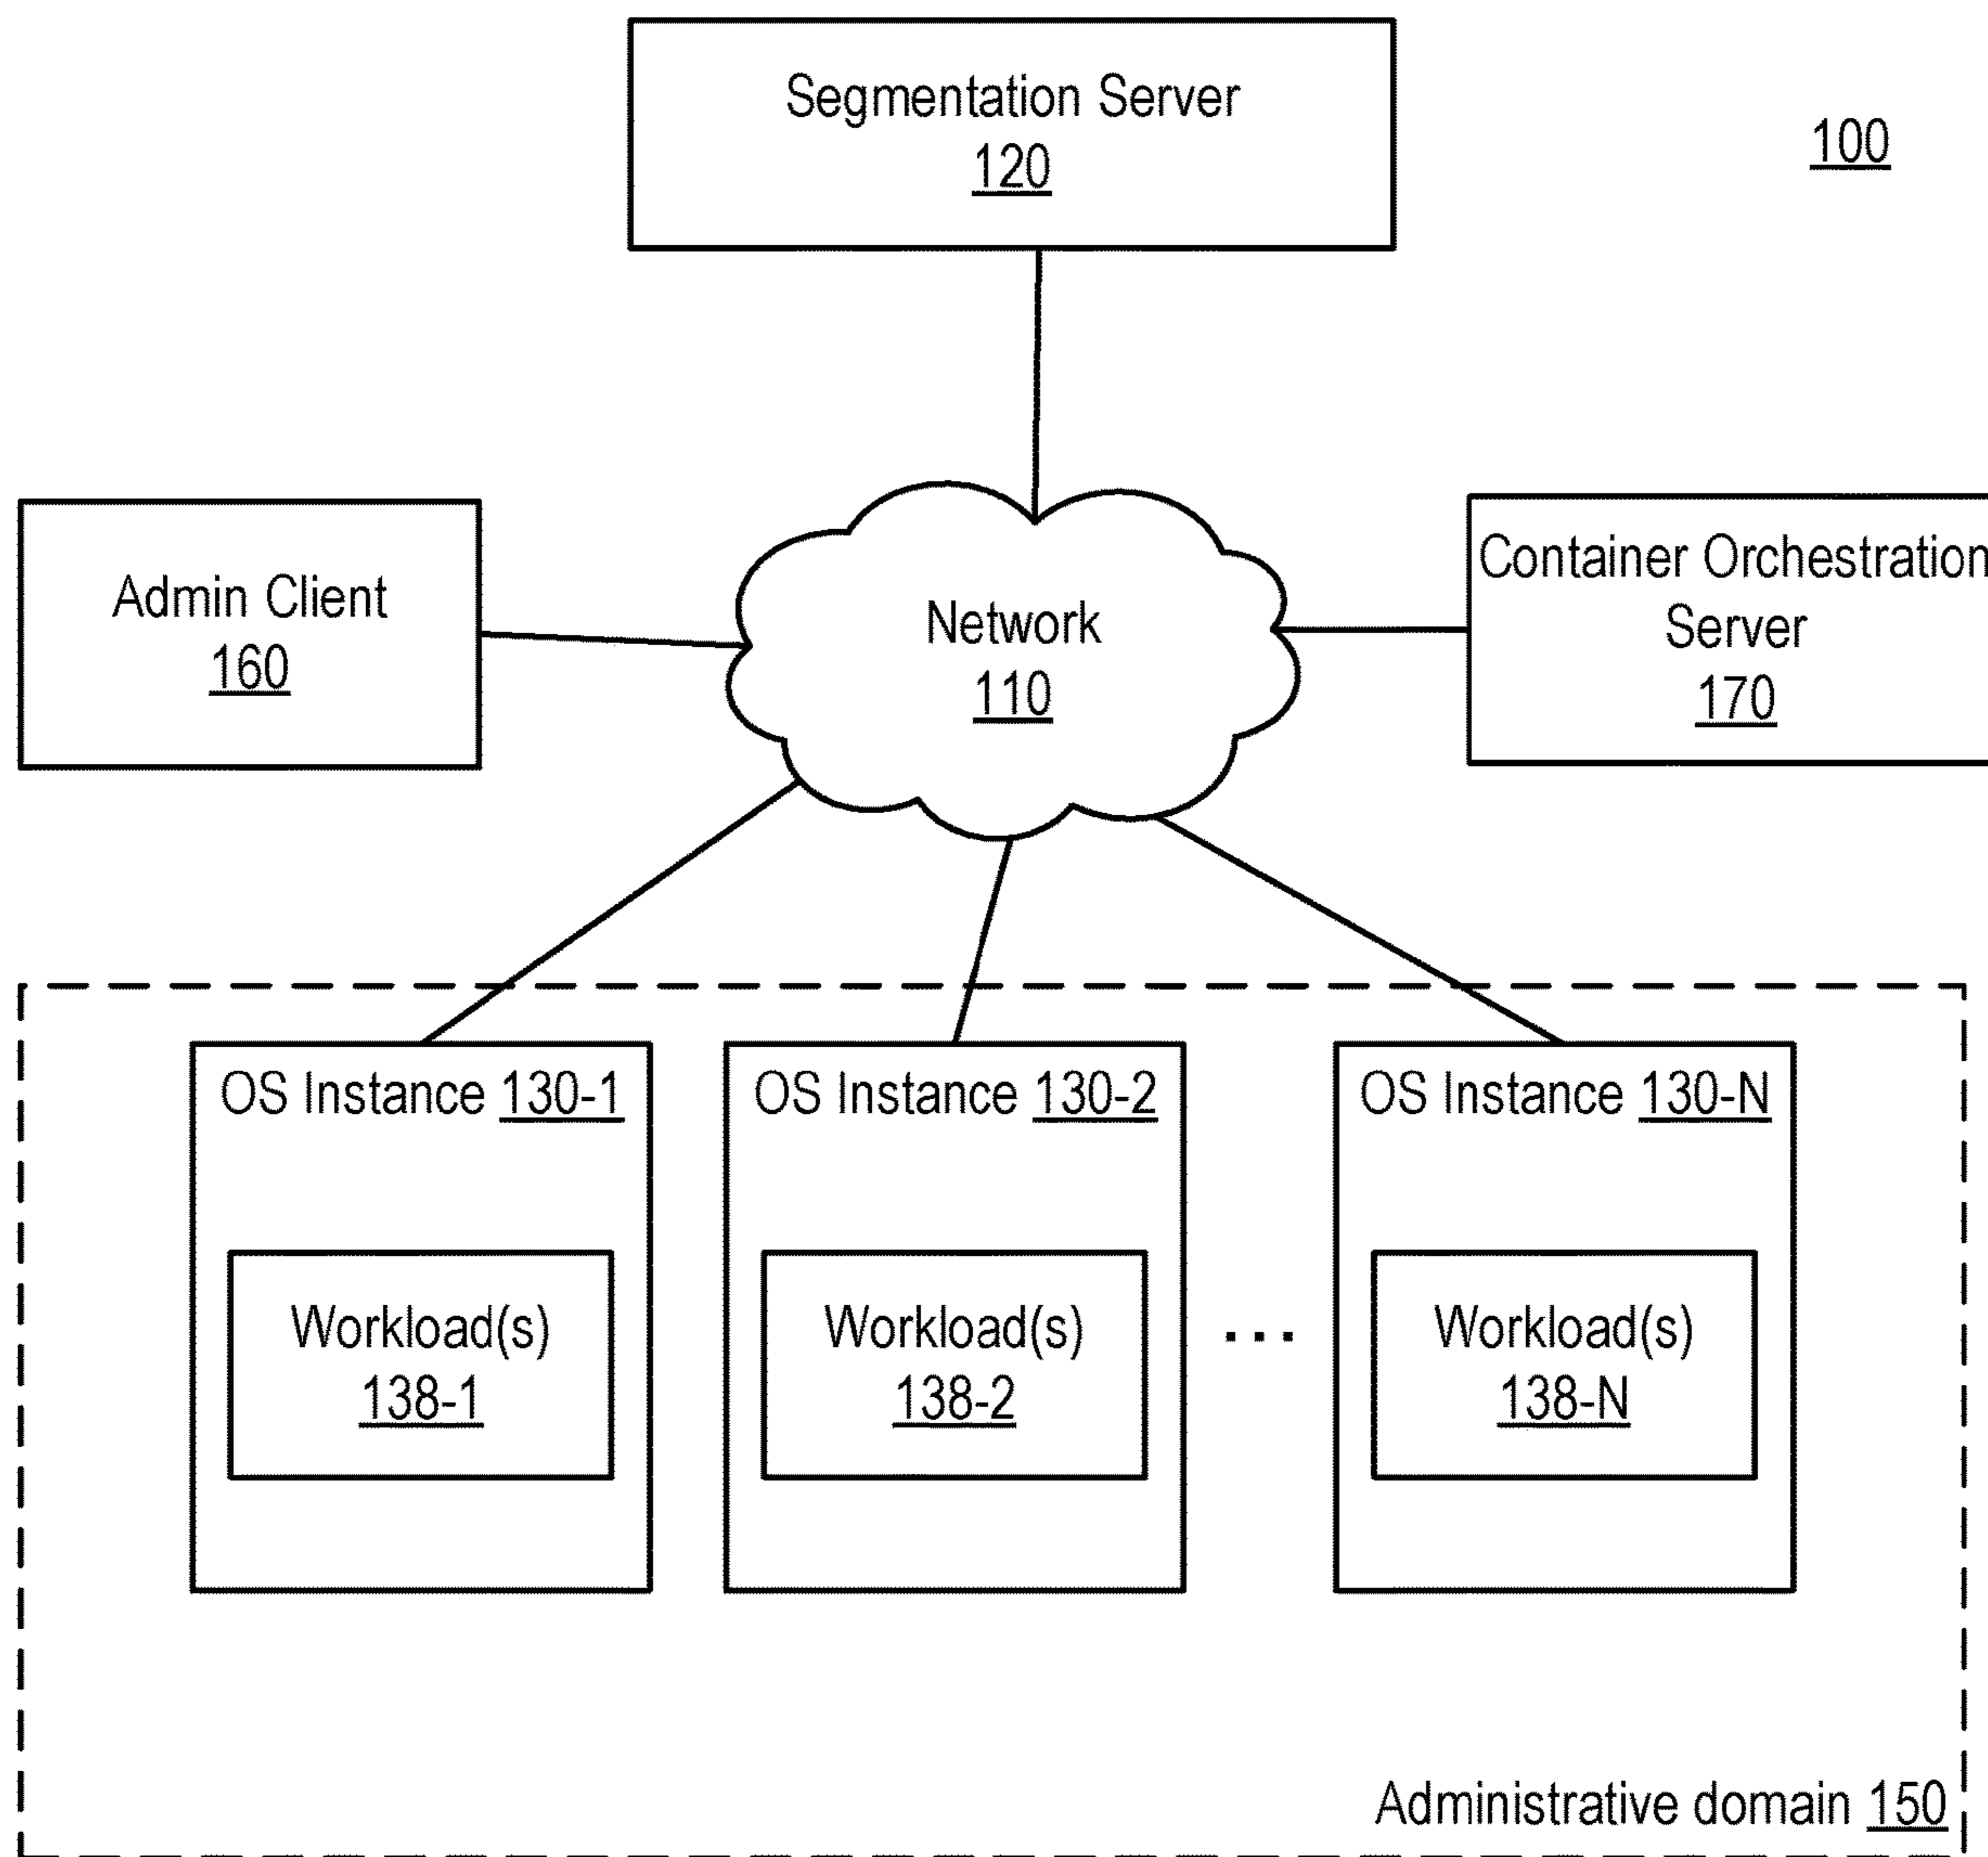 Segmentation Server
120
100
Admin Client
160
Network
110
Container Orchestration
Server
170
OS Instance 130-1
OS Instance 130-2
OS Instance 130-N
Workload(s)
138-1
Workload(s)
138-2
...
Workload(s)
138-N
Administrative domain 150